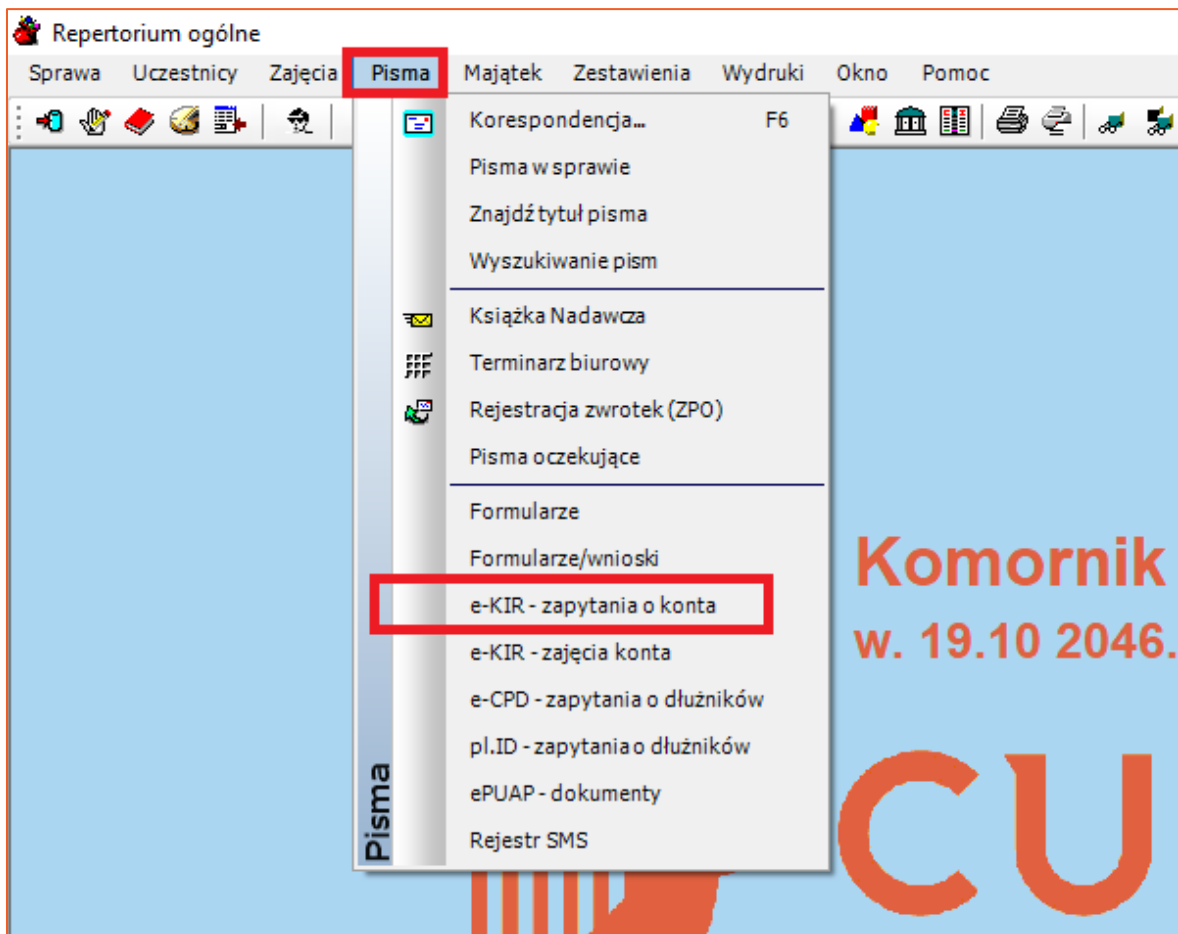 Repertorium ogólne
Sprawa Uczestnicy Zajęcia Pisma Majątek Zestawienia Wydruki Okno Pomoc
Korespondencja... F6
Pisma w sprawie
Znajdź tytuł pisma
Wyszukiwanie pism
Książka Nadawcza
Terminarz biurowy
Rejestracja zwrotek (ZPO)
Pisma oczekujące
Formularze
Formularze/wnioski
e-KIR - zapytania o konta
e-KIR - zajęcia konta
e-CPD - zapytania o dłużników
pl.ID - zapytania o dłużników
ePUAP - dokumenty
Rejestr SMS
Pisma
Komornik
w. 19.10 2046.
CU